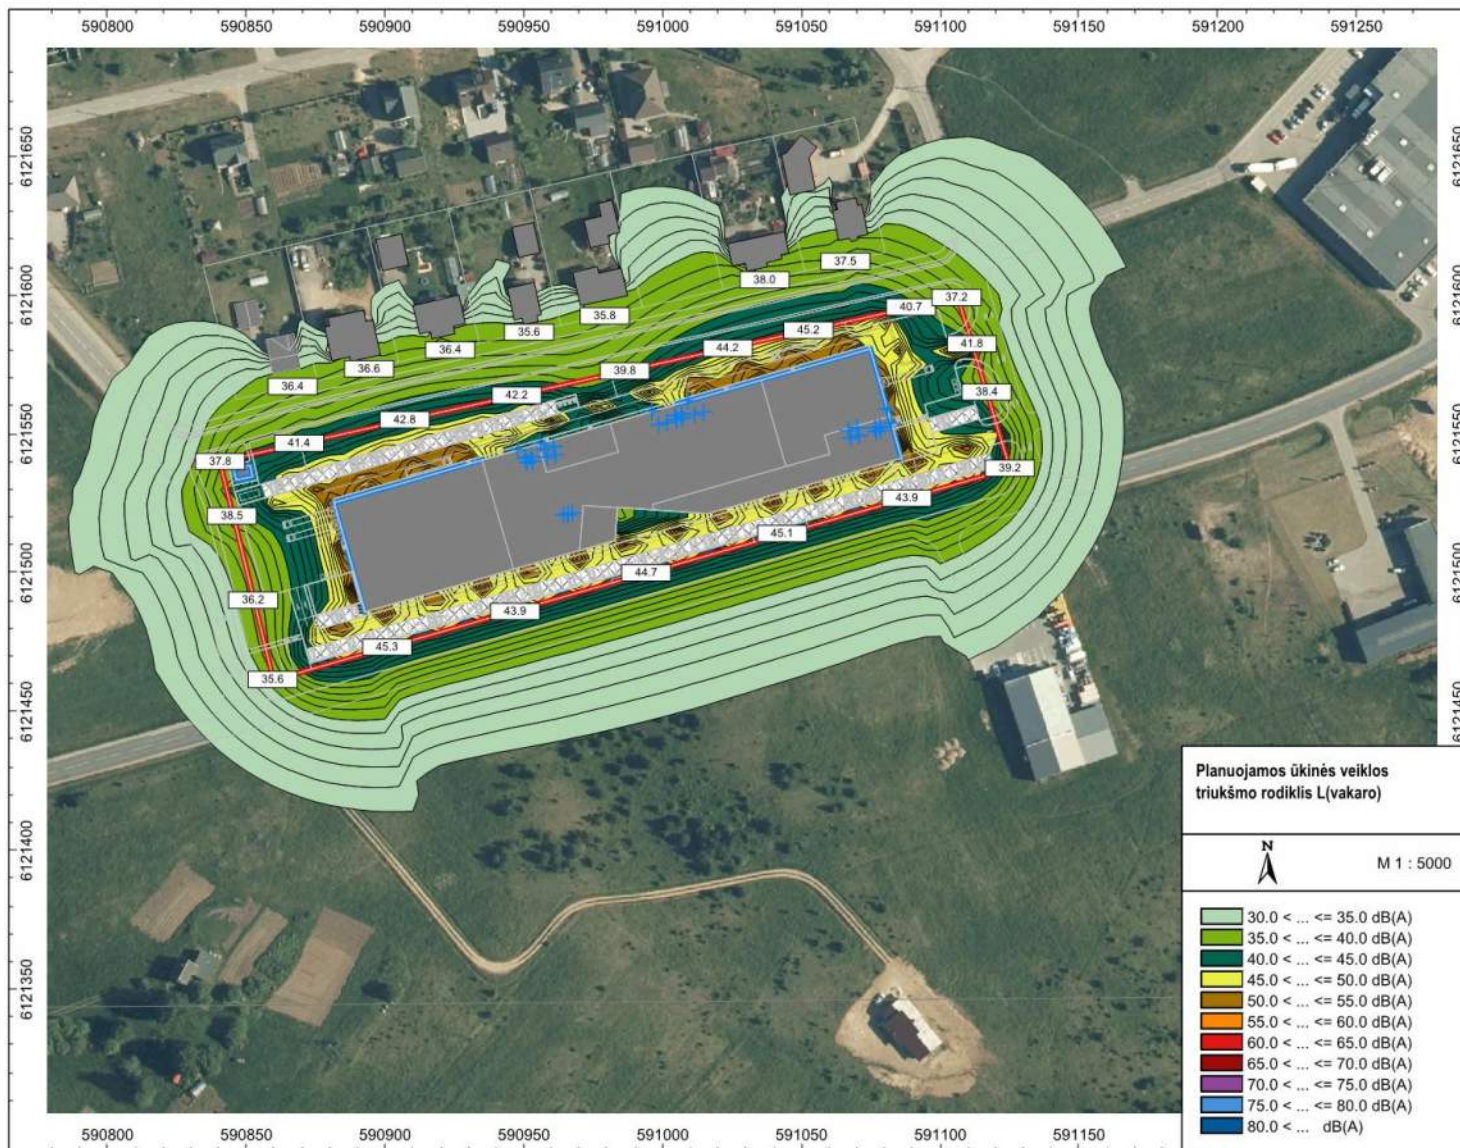 590800 590850 590900 590950 591000 591050 591100 591150 591200 591250
6121650 6121650
6121600 6121600
6121550 6121550
6121500 6121500
6121450 6121450
6121400
6121350
38.0
37.5
37.2
35.8
40.7
35.6
45.2
41.8
36.4
44.2
36.6
39.8
36.4
42.2
38.4
42.8
41.4
37.8
39.2
43.9
38.5
45.1
44.7
36.2
43.9
45.3
35.6
Planuojamos ūkinės veiklos
triukšmo rodiklis L(vakaro)
N
M 1 : 5000
30.0 < ... <= 35.0 dB(A)
35.0 < ... <= 40.0 dB(A)
40.0 < ... <= 45.0 dB(A)
45.0 < ... <= 50.0 dB(A)
50.0 < ... <= 55.0 dB(A)
55.0 < ... <= 60.0 dB(A)
60.0 < ... <= 65.0 dB(A)
65.0 < ... <= 70.0 dB(A)
70.0 < ... <= 75.0 dB(A)
75.0 < ... <= 80.0 dB(A)
80.0 < ... dB(A)
590800 590850 590900 590950 591000 591050 591100 591150